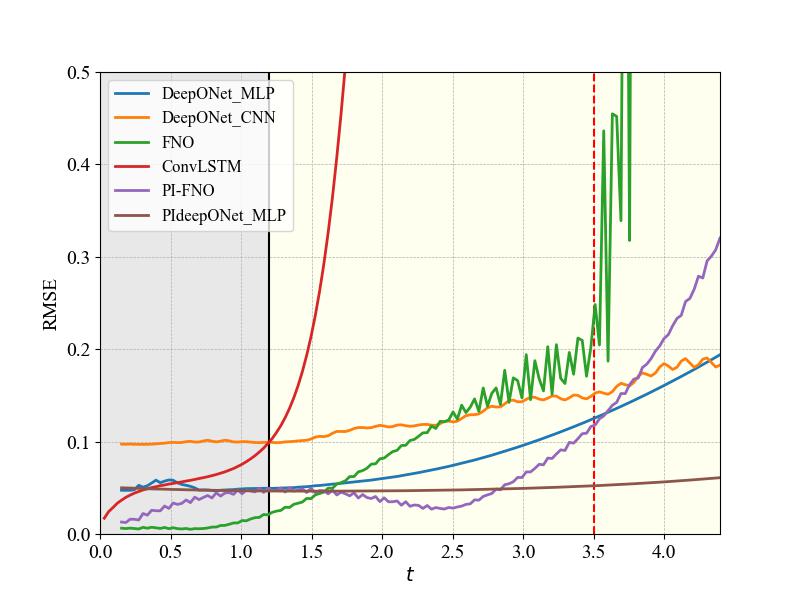 0.5
0.4
0.3
0.2
0.1
0.0
RMSE
DeepONet_MLP
DeepONet_CNN
FNO
ConvLSTM
PI-FNO
PIdeepONet_MLP
0.0 0.5 1.0 1.5 2.0 2.5 3.0 3.5 4.0
t